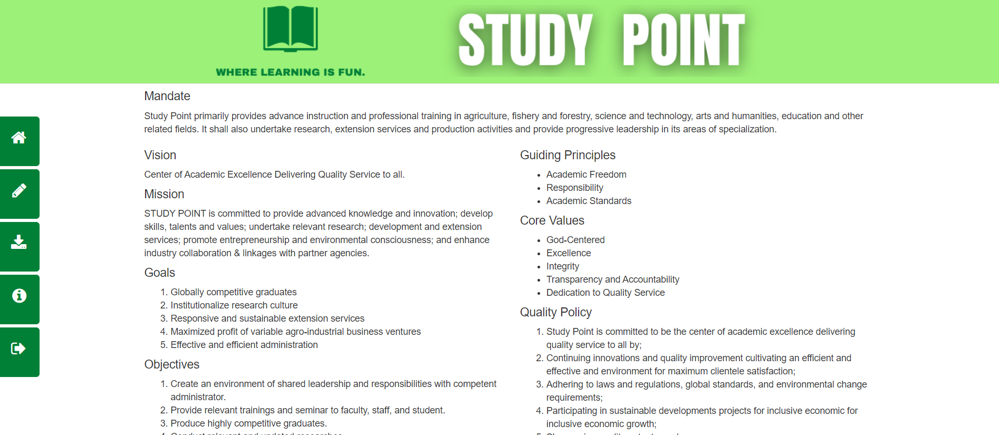 WHERE LEARNING IS FUN.
STUDY POINT
Mandate
Study Point primarily provides advance instruction and professional training in agriculture, fishery and forestry, science and technology, arts and humanities, education and other
related fields. It shall also undertake research, extension services and production activities and provide progressive leadership in its areas of specialization.
Vision
Center of Academic Excellence Delivering Quality Service to all.
Mission
STUDY POINT is committed to provide advanced knowledge and innovation; develop
skills, talents and values; undertake relevant research; development and extension
services; promote entrepreneurship and environmental consciousness; and enhance
industry collaboration & linkages with partner agencies.
Goals
1. Globally competitive graduates
2. Institutionalize research culture
3. Responsive and sustainable extension services
4. Maximized profit of variable agro-industrial business ventures
5. Effective and efficient administration
Objectives
1. Create an environment of shared leadership and responsibilities with competent
administrator.
2. Provide relevant trainings and seminar to faculty, staff, and student.
3. Produce highly competitive graduates.
4. Conduct relevant and updated researches
Guiding Principles
• Academic Freedom
• Responsibility
• Academic Standards
Core Values
• God-Centered
• Excellence
• Integrity
• Transparency and Accountability
• Dedication to Quality Service
Quality Policy
1. Study Point is committed to be the center of academic excellence delivering
quality service to all by;
2. Continuing innovations and quality improvement cultivating an efficient and
effective and environment for maximum clientele satisfaction;
3. Adhering to laws and regulations, global standards, and environmental change
requirements;
4. Participating in sustainable developments projects for inclusive economic for
inclusive economic growth;